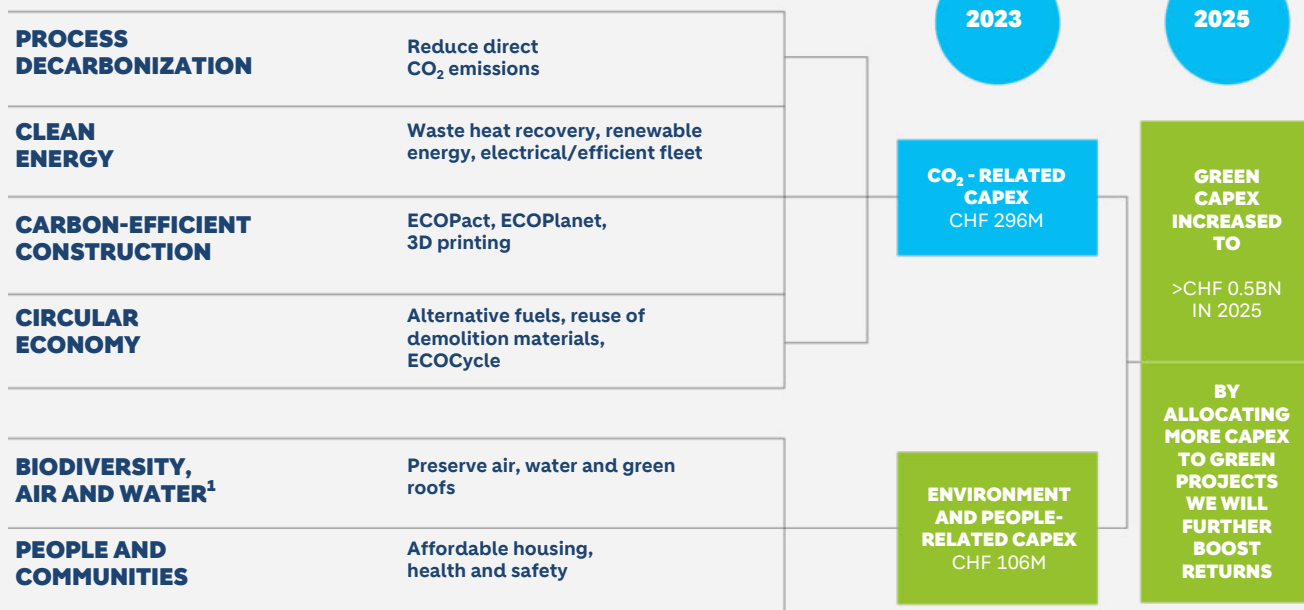 2023
2025
PROCESS
DECARBONIZATION
Reduce direct
CO₂ emissions
CLEAN
ENERGY
Waste heat recovery, renewable
energy, electrical/efficient fleet
CARBON-EFFICIENT
CONSTRUCTION
ECOPact, ECOPlanet,
3D printing
CIRCULAR
ECONOMY
Alternative fuels, reuse of
demolition materials,
ECOCycle
CO₂ - RELATED
CAPEX
CHF 296M
GREEN
CAPEX
INCREASED
TO
>CHF 0.5BN
IN 2025
BIODIVERSITY,
AIR AND WATER¹
Preserve air, water and green
roofs
PEOPLE AND
COMMUNITIES
Affordable housing,
health and safety
ENVIRONMENT
AND PEOPLE-
RELATED CAPEX
CHF 106M
BY
ALLOCATING
MORE CAPEX
TO GREEN
PROJECTS
WE WILL
FURTHER
BOOST
RETURNS